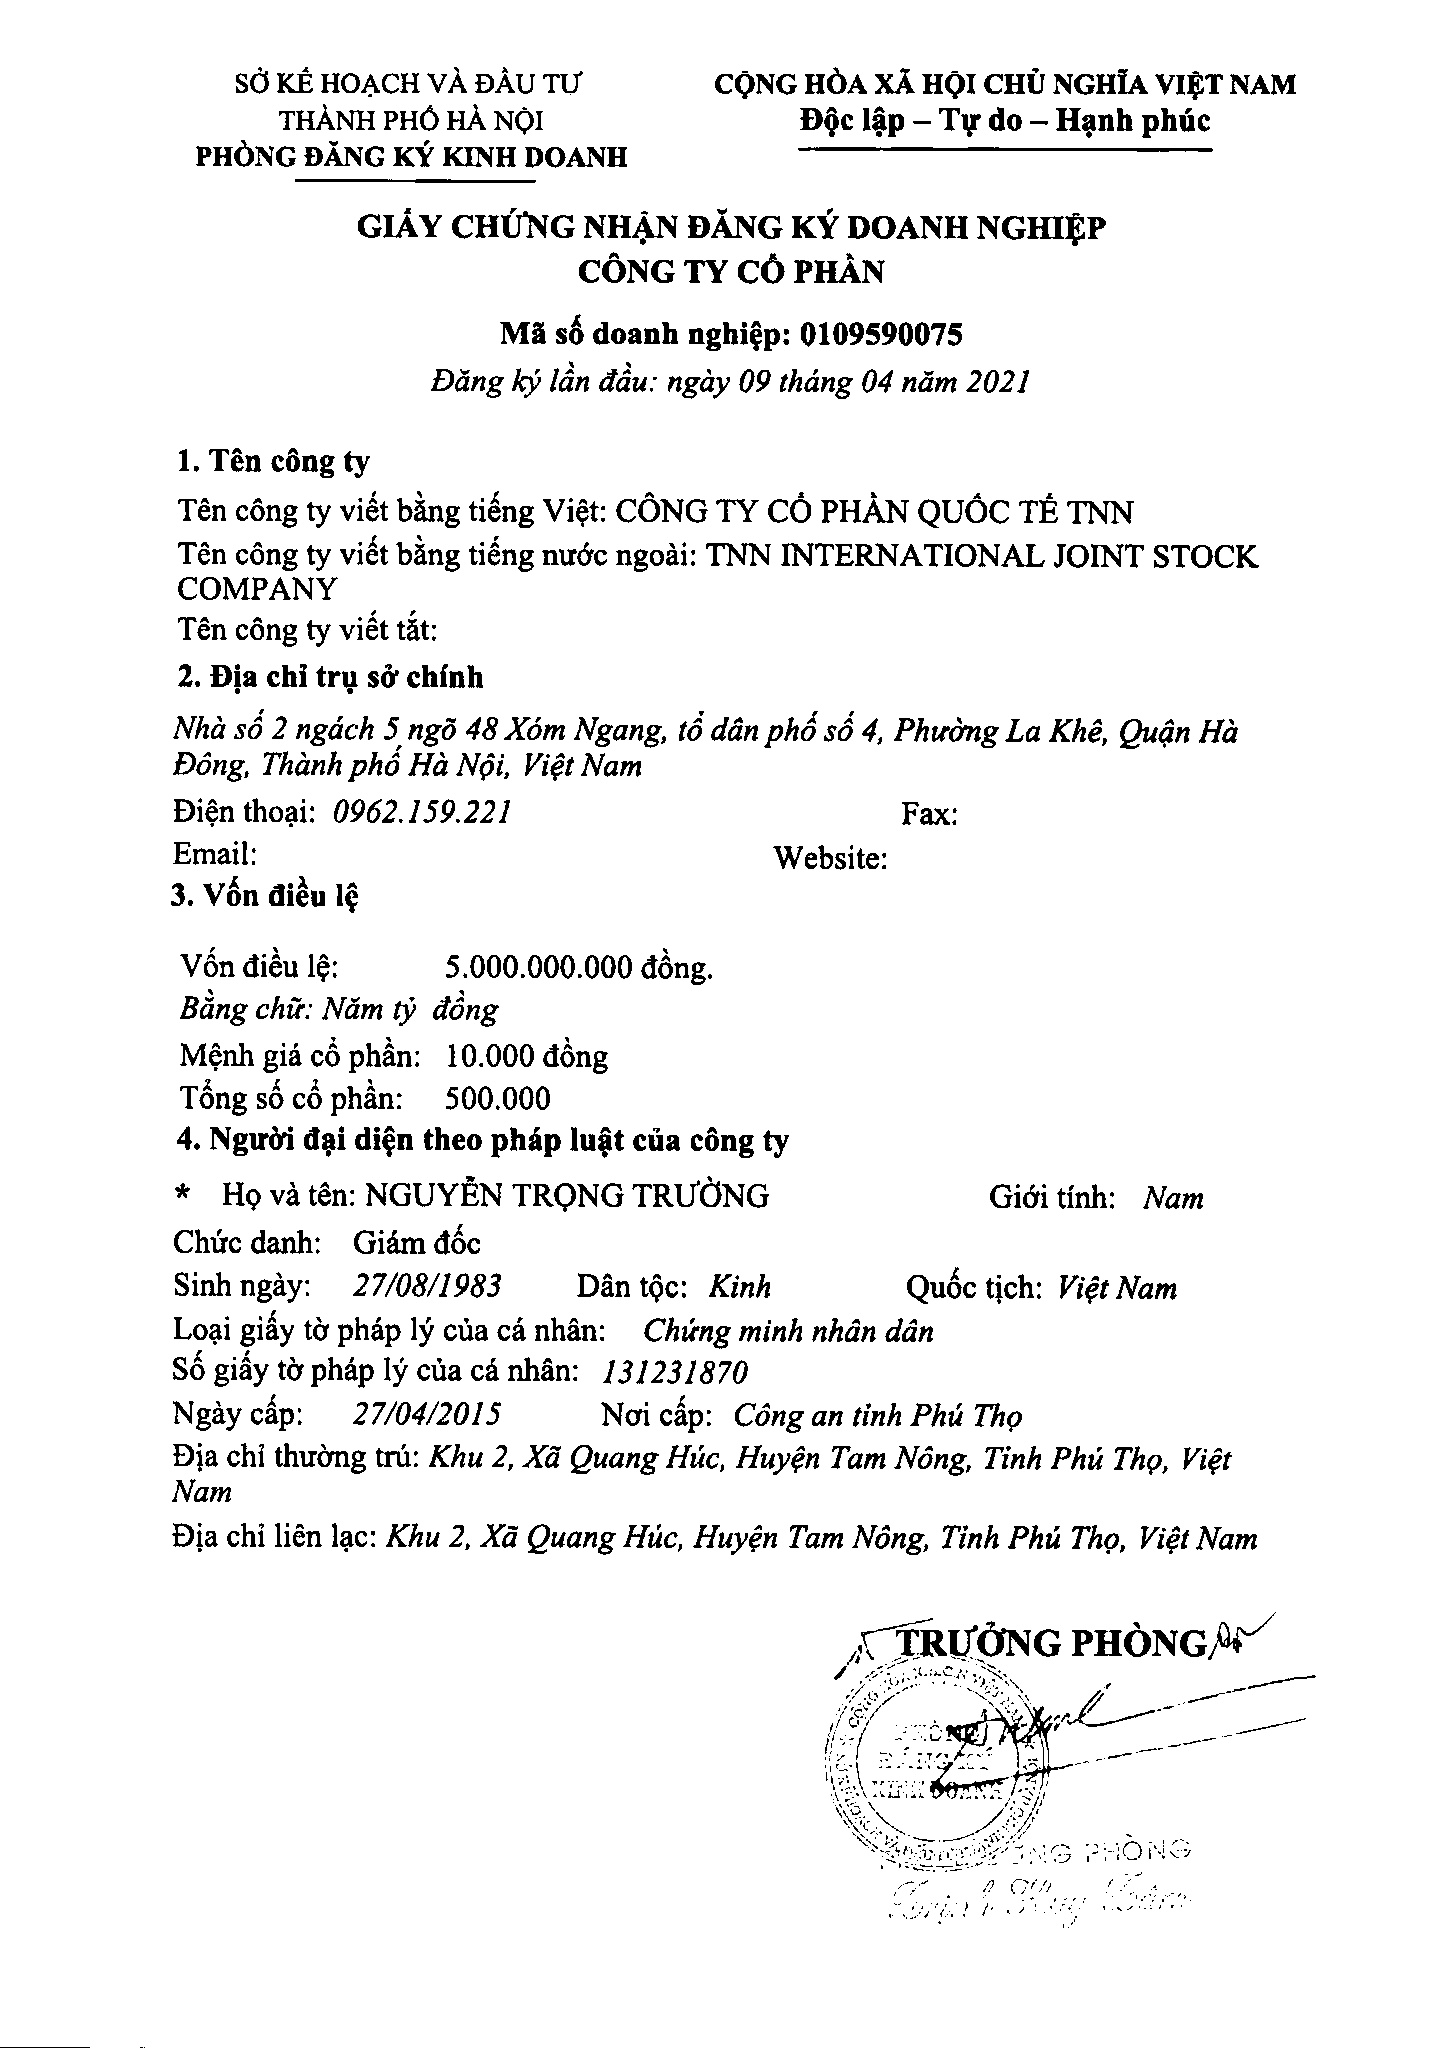 SỞ KẾ HOẠCH VÀ ĐẦU TƯ
THÀNH PHỐ HÀ NỘI
PHÒNG ĐĂNG KÝ KINH DOANH
CỘNG HÒA XÃ HỘI CHỦ NGHĨA VIỆT NAM
Độc lập – Tự do – Hạnh phúc
GIẤY CHỨNG NHẬN ĐĂNG KÝ DOANH NGHIỆP
CÔNG TY CỔ PHẦN
Mã số doanh nghiệp: 0109590075
Đăng ký lần đầu: ngày 09 tháng 04 năm 2021
1. Tên công ty
Tên công ty viết bằng tiếng Việt: CÔNG TY CỔ PHẦN QUỐC TẾ TNN
Tên công ty viết bằng tiếng nước ngoài: TNN INTERNATIONAL JOINT STOCK
COMPANY
Tên công ty viết tắt:
2. Địa chỉ trụ sở chính
Nhà số 2 ngách 5 ngõ 48 Xóm Ngang, tổ dân phố số 4, Phường La Khê, Quận Hà
Đông, Thành phố Hà Nội, Việt Nam
Điện thoại: 0962.159.221 Fax:
Email: Website:
3. Vốn điều lệ
Vốn điều lệ: 5.000.000.000 đồng.
Bằng chữ: Năm tỷ đồng
Mệnh giá cổ phần: 10.000 đồng
Tổng số cổ phần: 500.000
4. Người đại diện theo pháp luật của công ty
* Họ và tên: NGUYỄN TRỌNG TRƯỜNG Giới tính: Nam
Chức danh: Giám đốc
Sinh ngày: 27/08/1983 Dân tộc: Kinh Quốc tịch: Việt Nam
Loại giấy tờ pháp lý của cá nhân: Chứng minh nhân dân
Số giấy tờ pháp lý của cá nhân: 131231870
Ngày cấp: 27/04/2015 Nơi cấp: Công an tỉnh Phú Thọ
Địa chỉ thường trú: Khu 2, Xã Quang Húc, Huyện Tam Nông, Tỉnh Phú Thọ, Việt
Nam
Địa chỉ liên lạc: Khu 2, Xã Quang Húc, Huyện Tam Nông, Tỉnh Phú Thọ, Việt Nam
TRƯỞNG PHÒNG
PHÒNG
ĐĂNG KÝ
KINH DOANH
PHÒNG